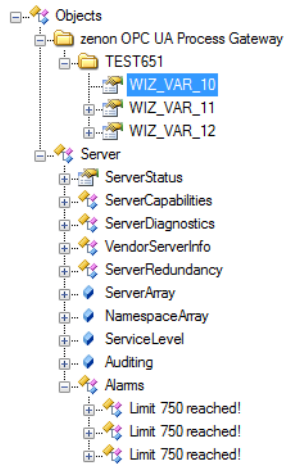 Objects
zenon OPC UA Process Gateway
TEST651
WIZ_VAR_10
WIZ_VAR_11
WIZ_VAR_12
Server
ServerStatus
ServerCapabilities
ServerDiagnostics
VendorServerInfo
ServerRedundancy
ServerArray
NamespaceArray
ServiceLevel
Auditing
Alarms
Limit 750 reached!
Limit 750 reached!
Limit 750 reached!